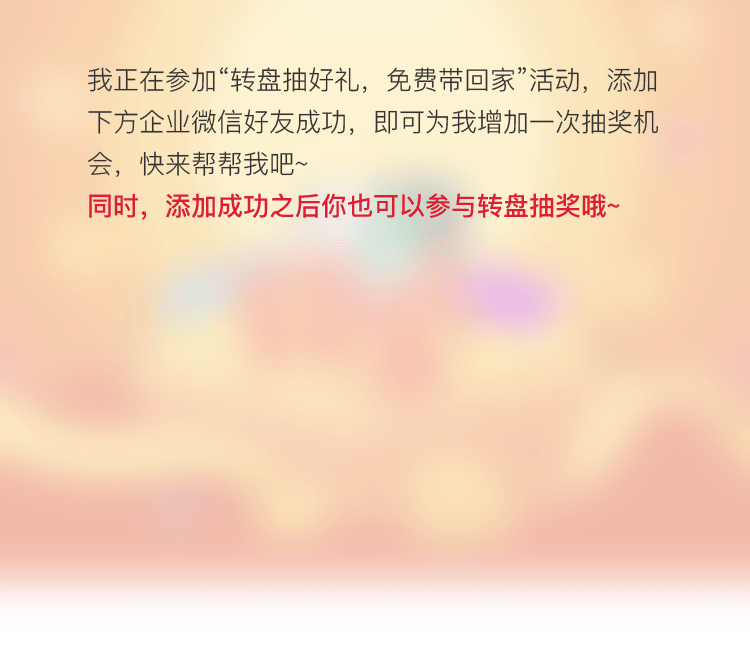 我正在参加“转盘抽好礼，免费带回家”活动，添加
下方企业微信好友成功，即可为我增加一次抽奖机
会，快来帮帮我吧~
同时，添加成功之后你也可以参与转盘抽奖哦~